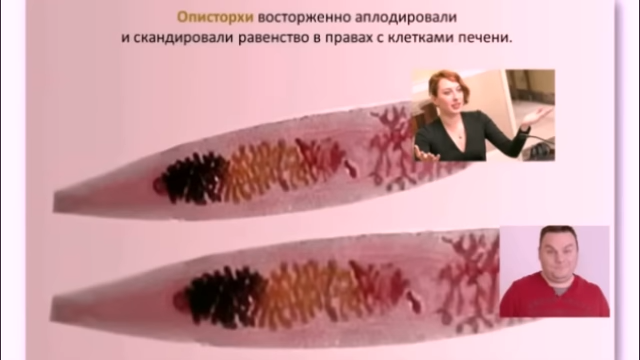 Описторхи восторженно аплодировали
и скандировали равенство в правах с клетками печени.